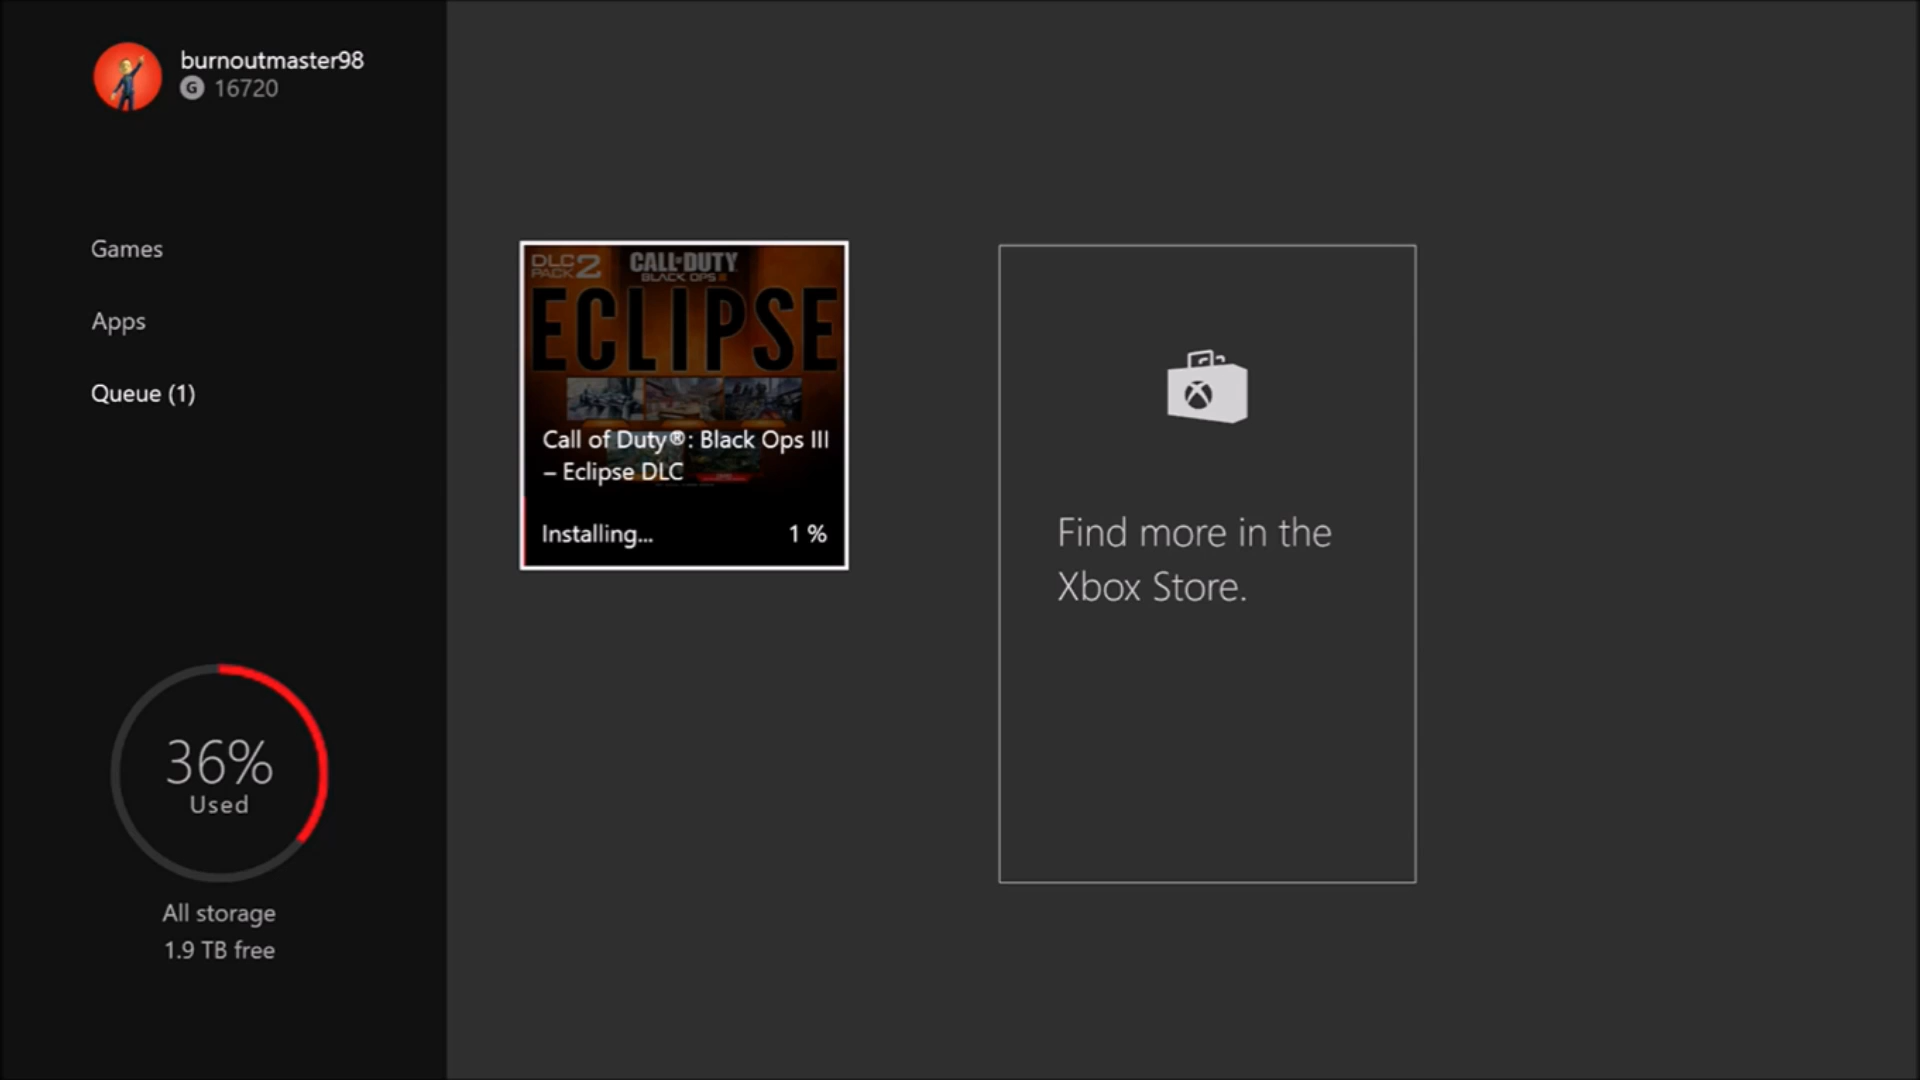 burnoutmaster98
G 16720
Games
Apps
Queue (1)
36%
Used
All storage
1.9 TB free
DLC PACK 2
CALL OF DUTY
BLACK OPS III
ECLIPSE
Call of Duty®: Black Ops III
– Eclipse DLC
Installing... 1 %
Find more in the
Xbox Store.